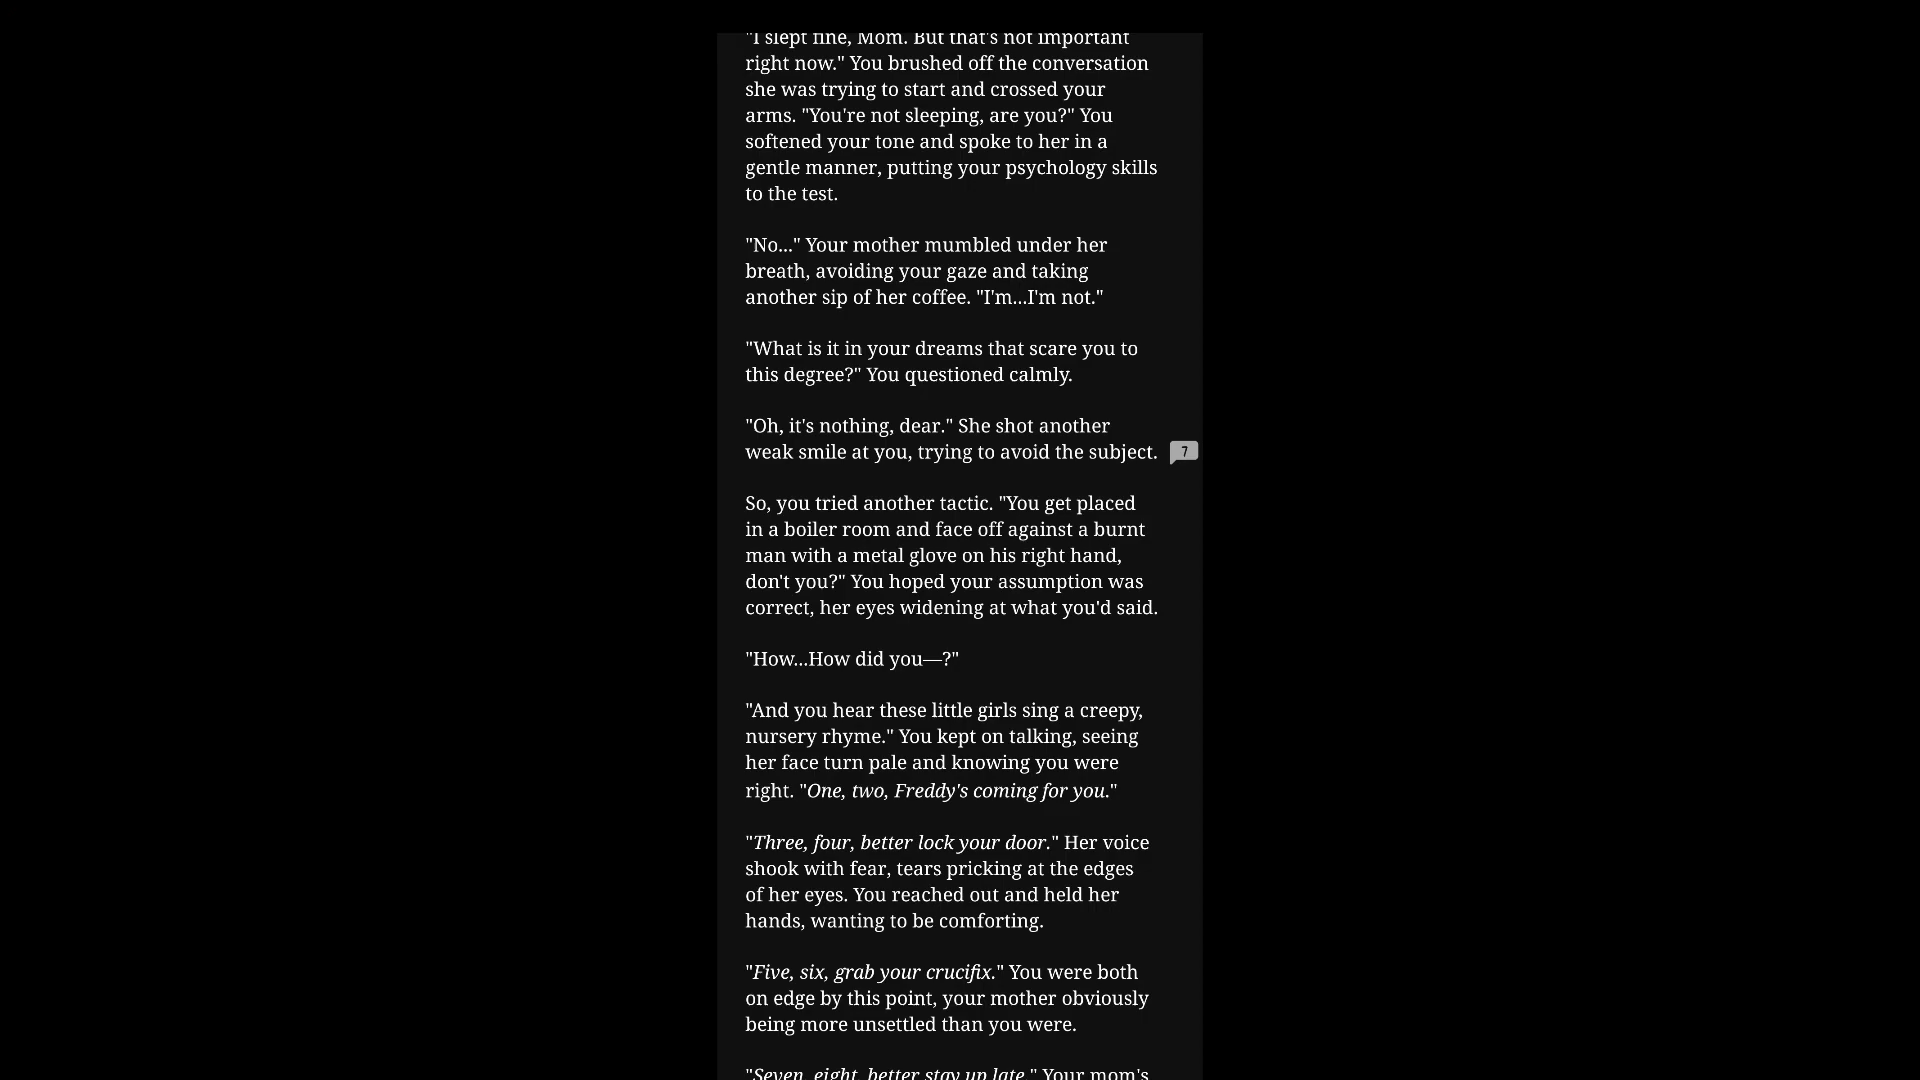 "I slept fine, Mom. But that's not important
right now." You brushed off the conversation
she was trying to start and crossed your
arms. "You're not sleeping, are you?" You
softened your tone and spoke to her in a
gentle manner, putting your psychology skills
to the test.
"No..." Your mother mumbled under her
breath, avoiding your gaze and taking
another sip of her coffee. "I'm...I'm not."
"What is it in your dreams that scare you to
this degree?" You questioned calmly.
"Oh, it's nothing, dear." She shot another
weak smile at you, trying to avoid the subject.
7
So, you tried another tactic. "You get placed
in a boiler room and face off against a burnt
man with a metal glove on his right hand,
don't you?" You hoped your assumption was
correct, her eyes widening at what you'd said.
"How...How did you—?"
"And you hear these little girls sing a creepy,
nursery rhyme." You kept on talking, seeing
her face turn pale and knowing you were
right. "One, two, Freddy's coming for you."
"Three, four, better lock your door." Her voice
shook with fear, tears pricking at the edges
of her eyes. You reached out and held her
hands, wanting to be comforting.
"Five, six, grab your crucifix." You were both
on edge by this point, your mother obviously
being more unsettled than you were.
"Seven, eight, better stay up late." Your mom's